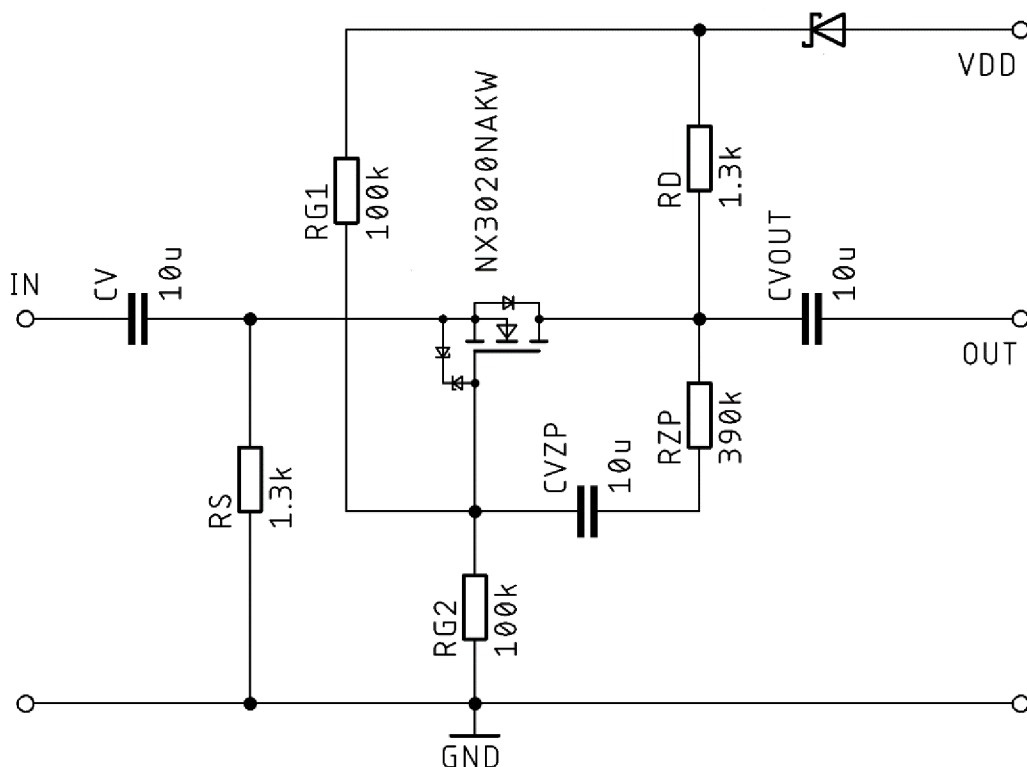 VDD
NX3020NAKW
RG1
100k
RD
1.3k
IN
CV
10u
CVOUT
10u
OUT
RS
1.3k
CVZP
10u
RZP
390k
RG2
100k
GND